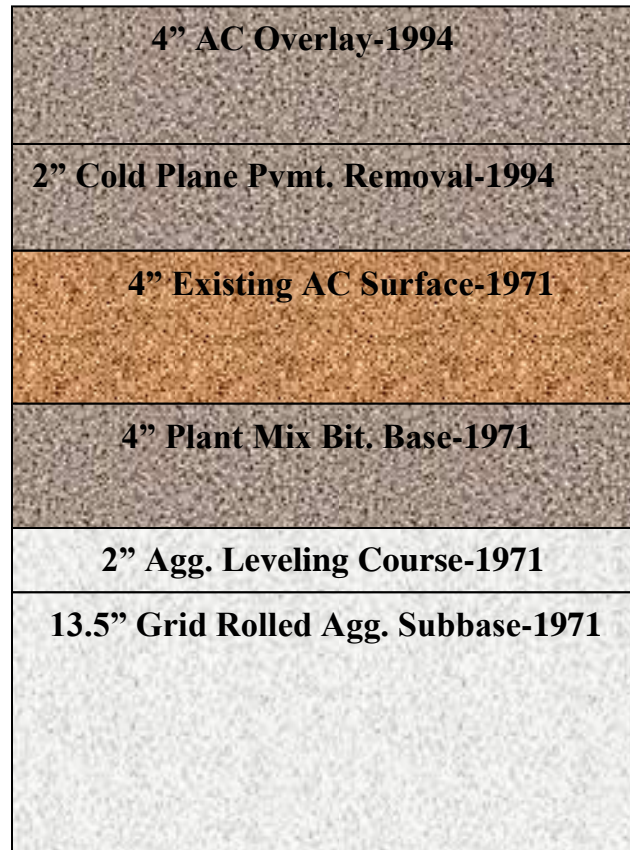 4” AC Overlay-1994
2” Cold Plane Pvmt. Removal-1994
4” Existing AC Surface-1971
4” Plant Mix Bit. Base-1971
2” Agg. Leveling Course-1971
13.5” Grid Rolled Agg. Subbase-1971